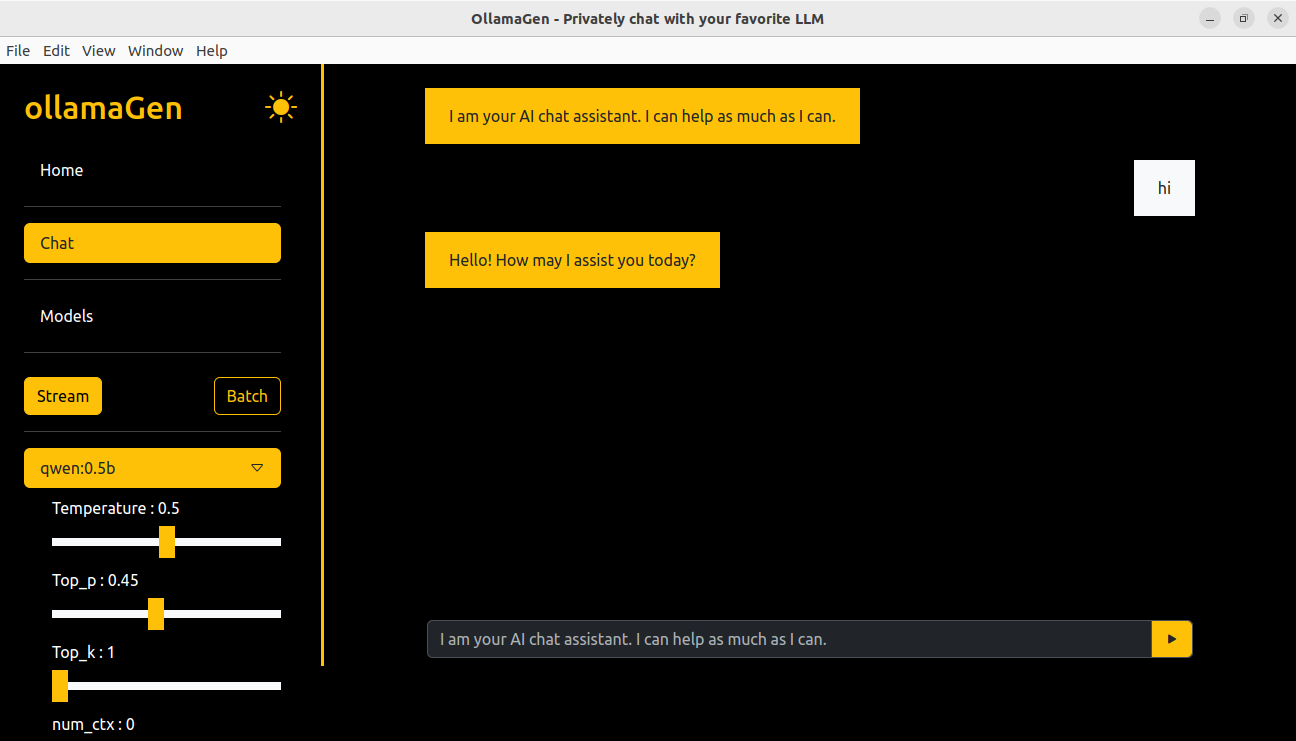 OllamaGen - Privately chat with your favorite LLM
File Edit View Window Help
ollamaGen
Home
Chat
Models
Stream Batch
qwen:0.5b
Temperature : 0.5
Top_p : 0.45
Top_k : 1
num_ctx : 0
I am your AI chat assistant. I can help as much as I can.
hi
Hello! How may I assist you today?
I am your AI chat assistant. I can help as much as I can.